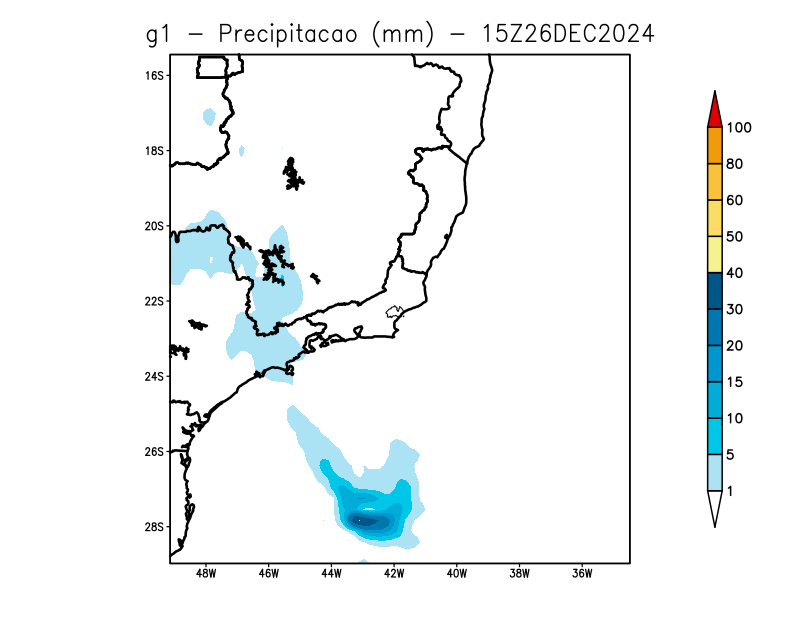 g1 – Precipitacao (mm) – 15Z26DEC2024
16S
18S
20S
22S
24S
26S
28S
48W 46W 44W 42W 40W 38W 36W
100
80
60
50
40
30
20
15
10
5
1